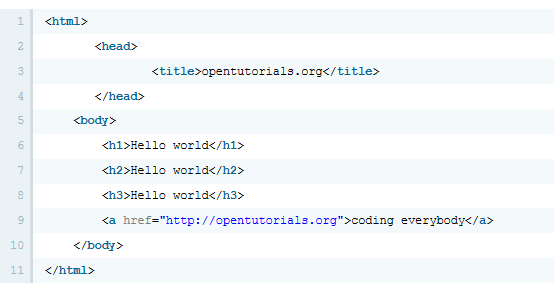 1 <html>
2 <head>
3 <title>opentutorials.org</title>
4 </head>
5 <body>
6 <h1>Hello world</h1>
7 <h2>Hello world</h2>
8 <h3>Hello world</h3>
9 <a href="http://opentutorials.org">coding everybody</a>
10 </body>
11 </html>